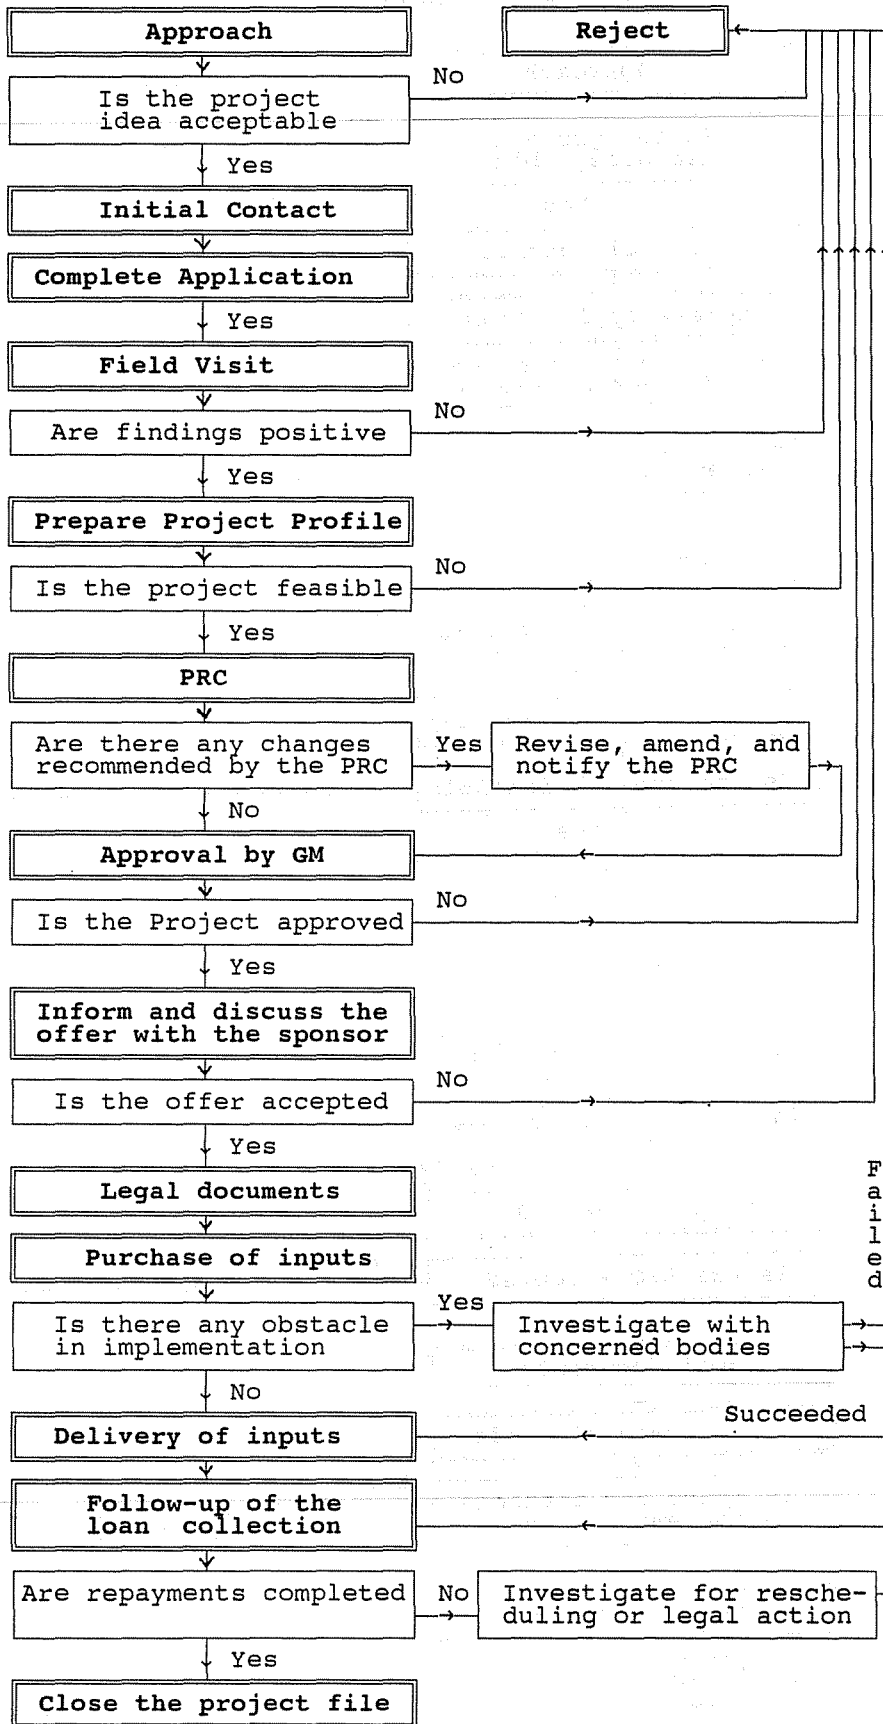 Approach
Reject
No
Is the project
idea acceptable
Yes
Initial Contact
Complete Application
Yes
Field Visit
No
Are findings positive
Yes
Prepare Project Profile
No
Is the project feasible
Yes
PRC
Are there any changes
recommended by the PRC
Yes
Revise, amend, and
notify the PRC
No
Approval by GM
No
Is the Project approved
Yes
Inform and discuss the
offer with the sponsor
No
Is the offer accepted
Yes
Legal documents
Failed
Purchase of inputs
Yes
Is there any obstacle
in implementation
Investigate with
concerned bodies
No
Succeeded
Delivery of inputs
Follow-up of the
loan collection
Are repayments completed
No
Investigate for resche-
duling or legal action
Yes
Close the project file